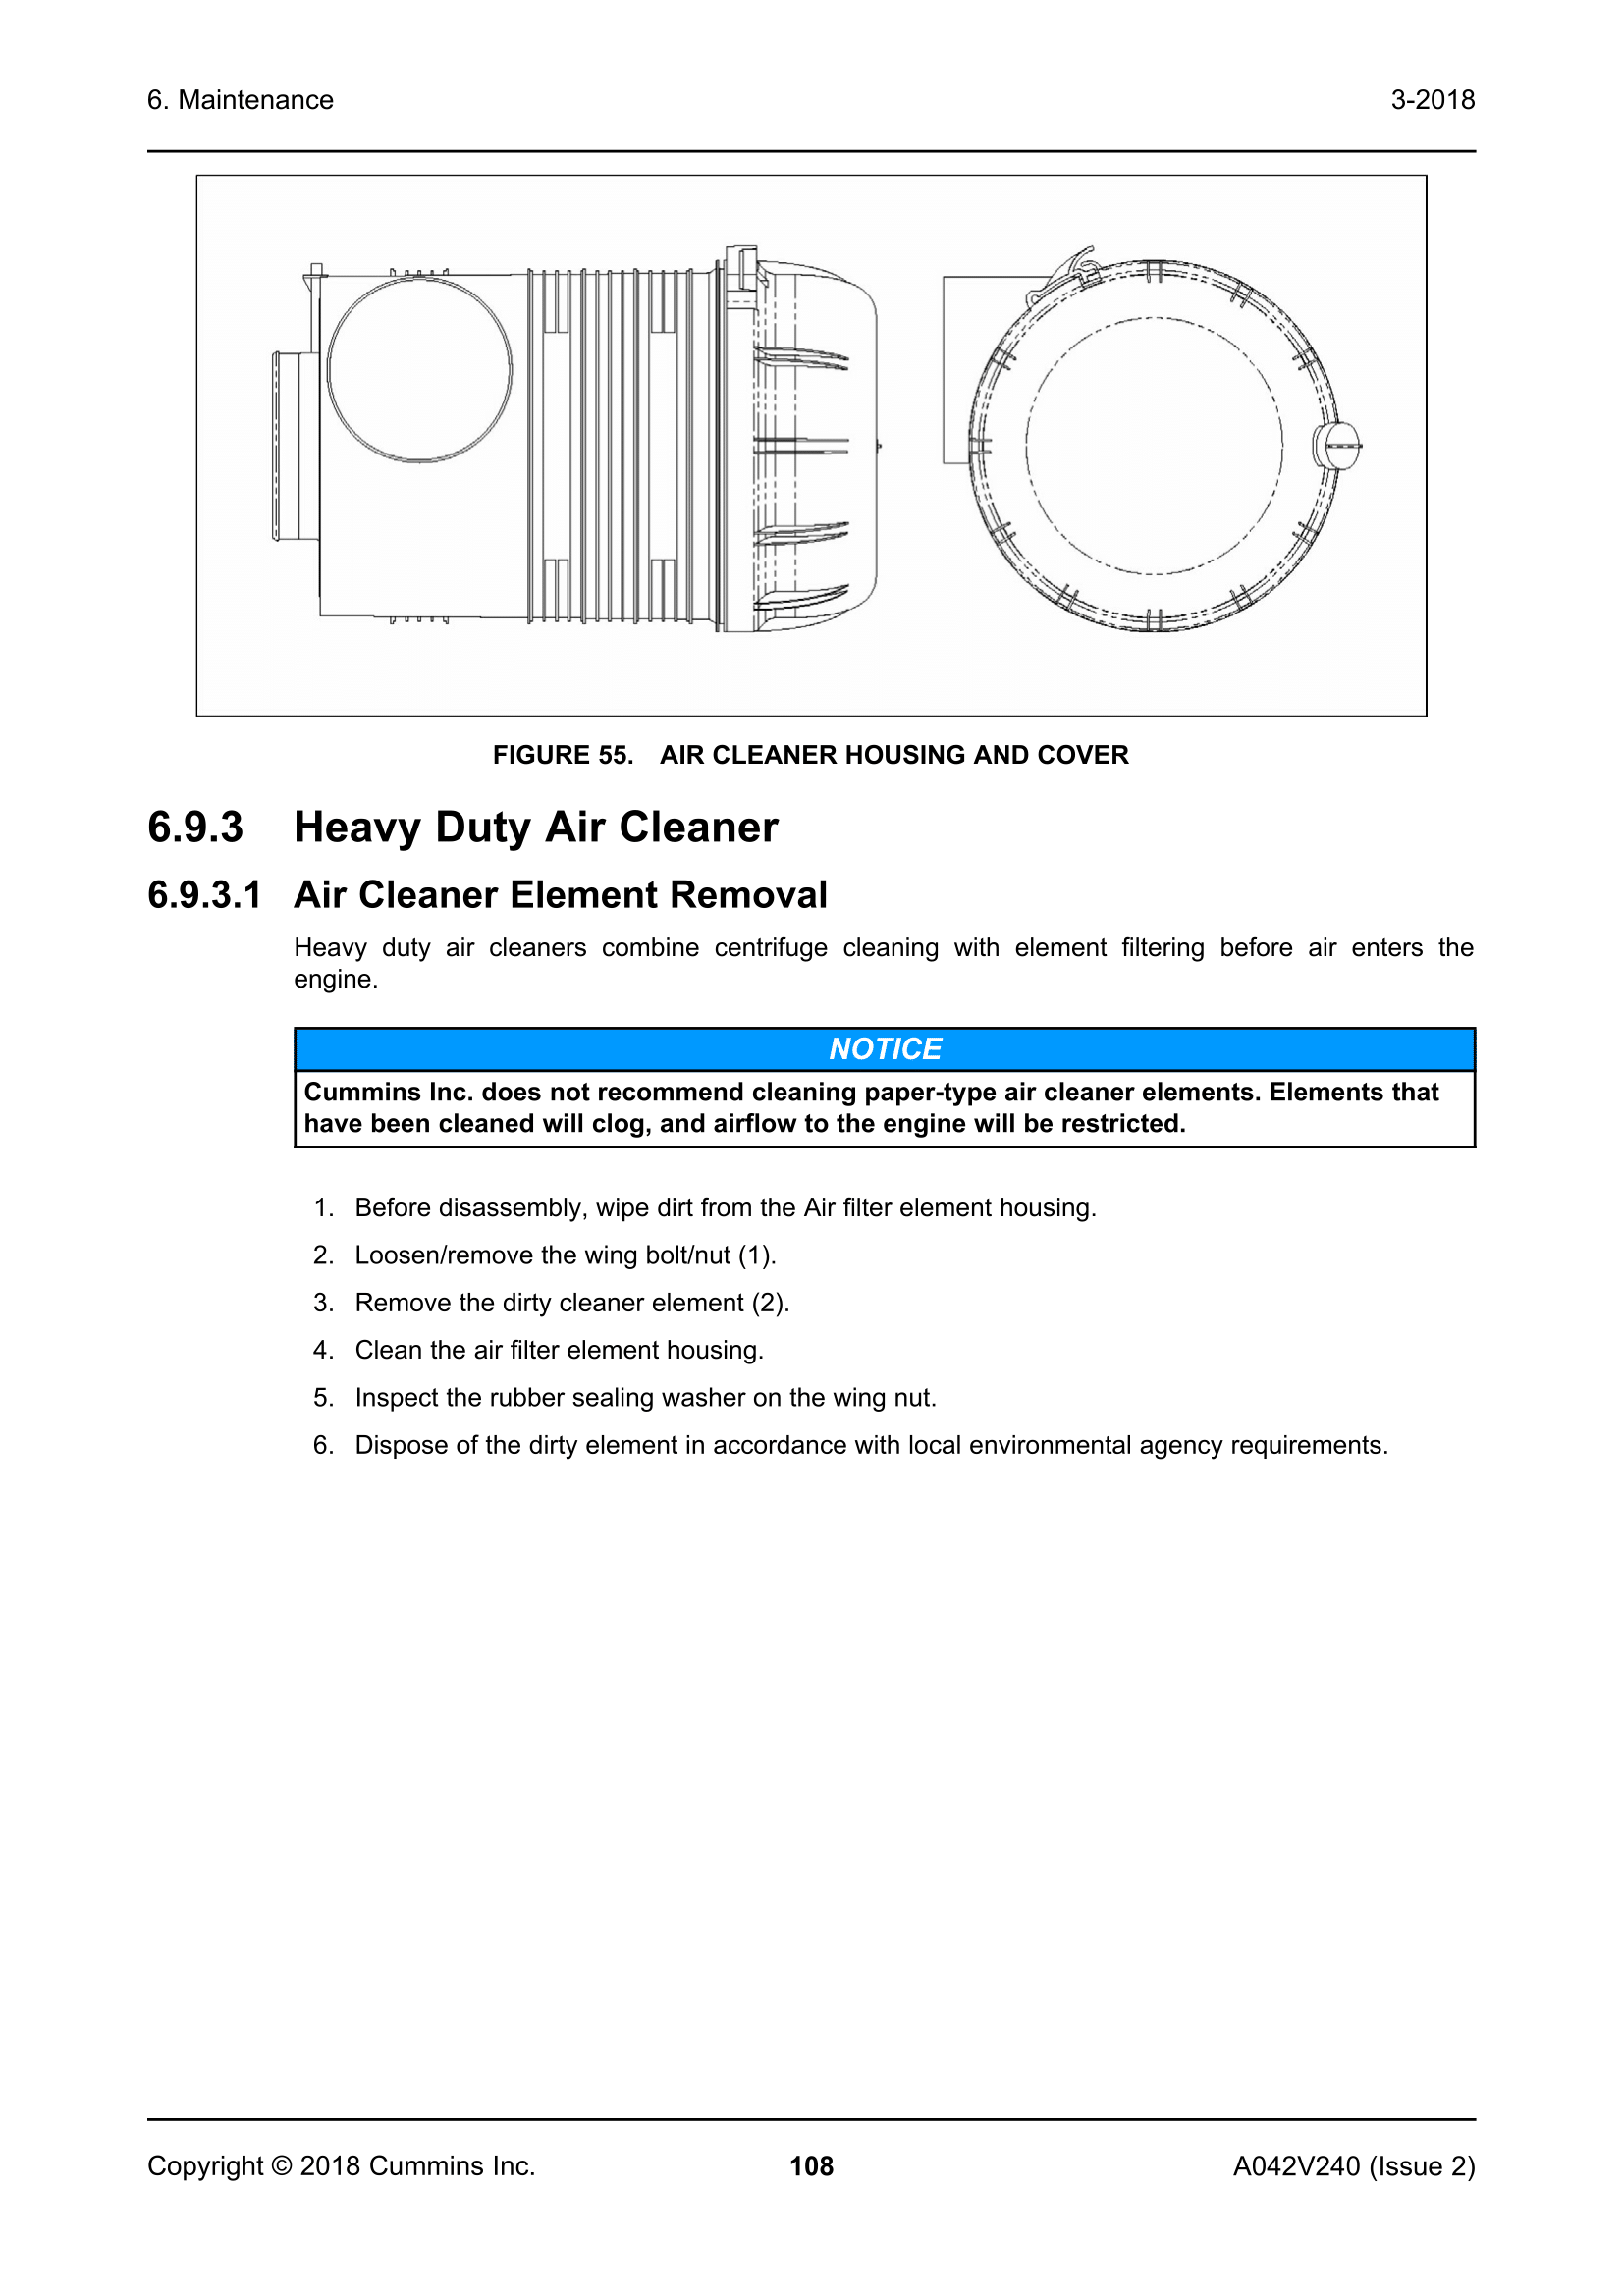 6. Maintenance 3-2018
FIGURE 55. AIR CLEANER HOUSING AND COVER
6.9.3 Heavy Duty Air Cleaner
6.9.3.1 Air Cleaner Element Removal
Heavy duty air cleaners combine centrifuge cleaning with element filtering before air enters the
engine.
NOTICE
Cummins Inc. does not recommend cleaning paper-type air cleaner elements. Elements that
have been cleaned will clog, and airflow to the engine will be restricted.
1. Before disassembly, wipe dirt from the Air filter element housing.
2. Loosen/remove the wing bolt/nut (1).
3. Remove the dirty cleaner element (2).
4. Clean the air filter element housing.
5. Inspect the rubber sealing washer on the wing nut.
6. Dispose of the dirty element in accordance with local environmental agency requirements.
Copyright © 2018 Cummins Inc. 108 A042V240 (Issue 2)